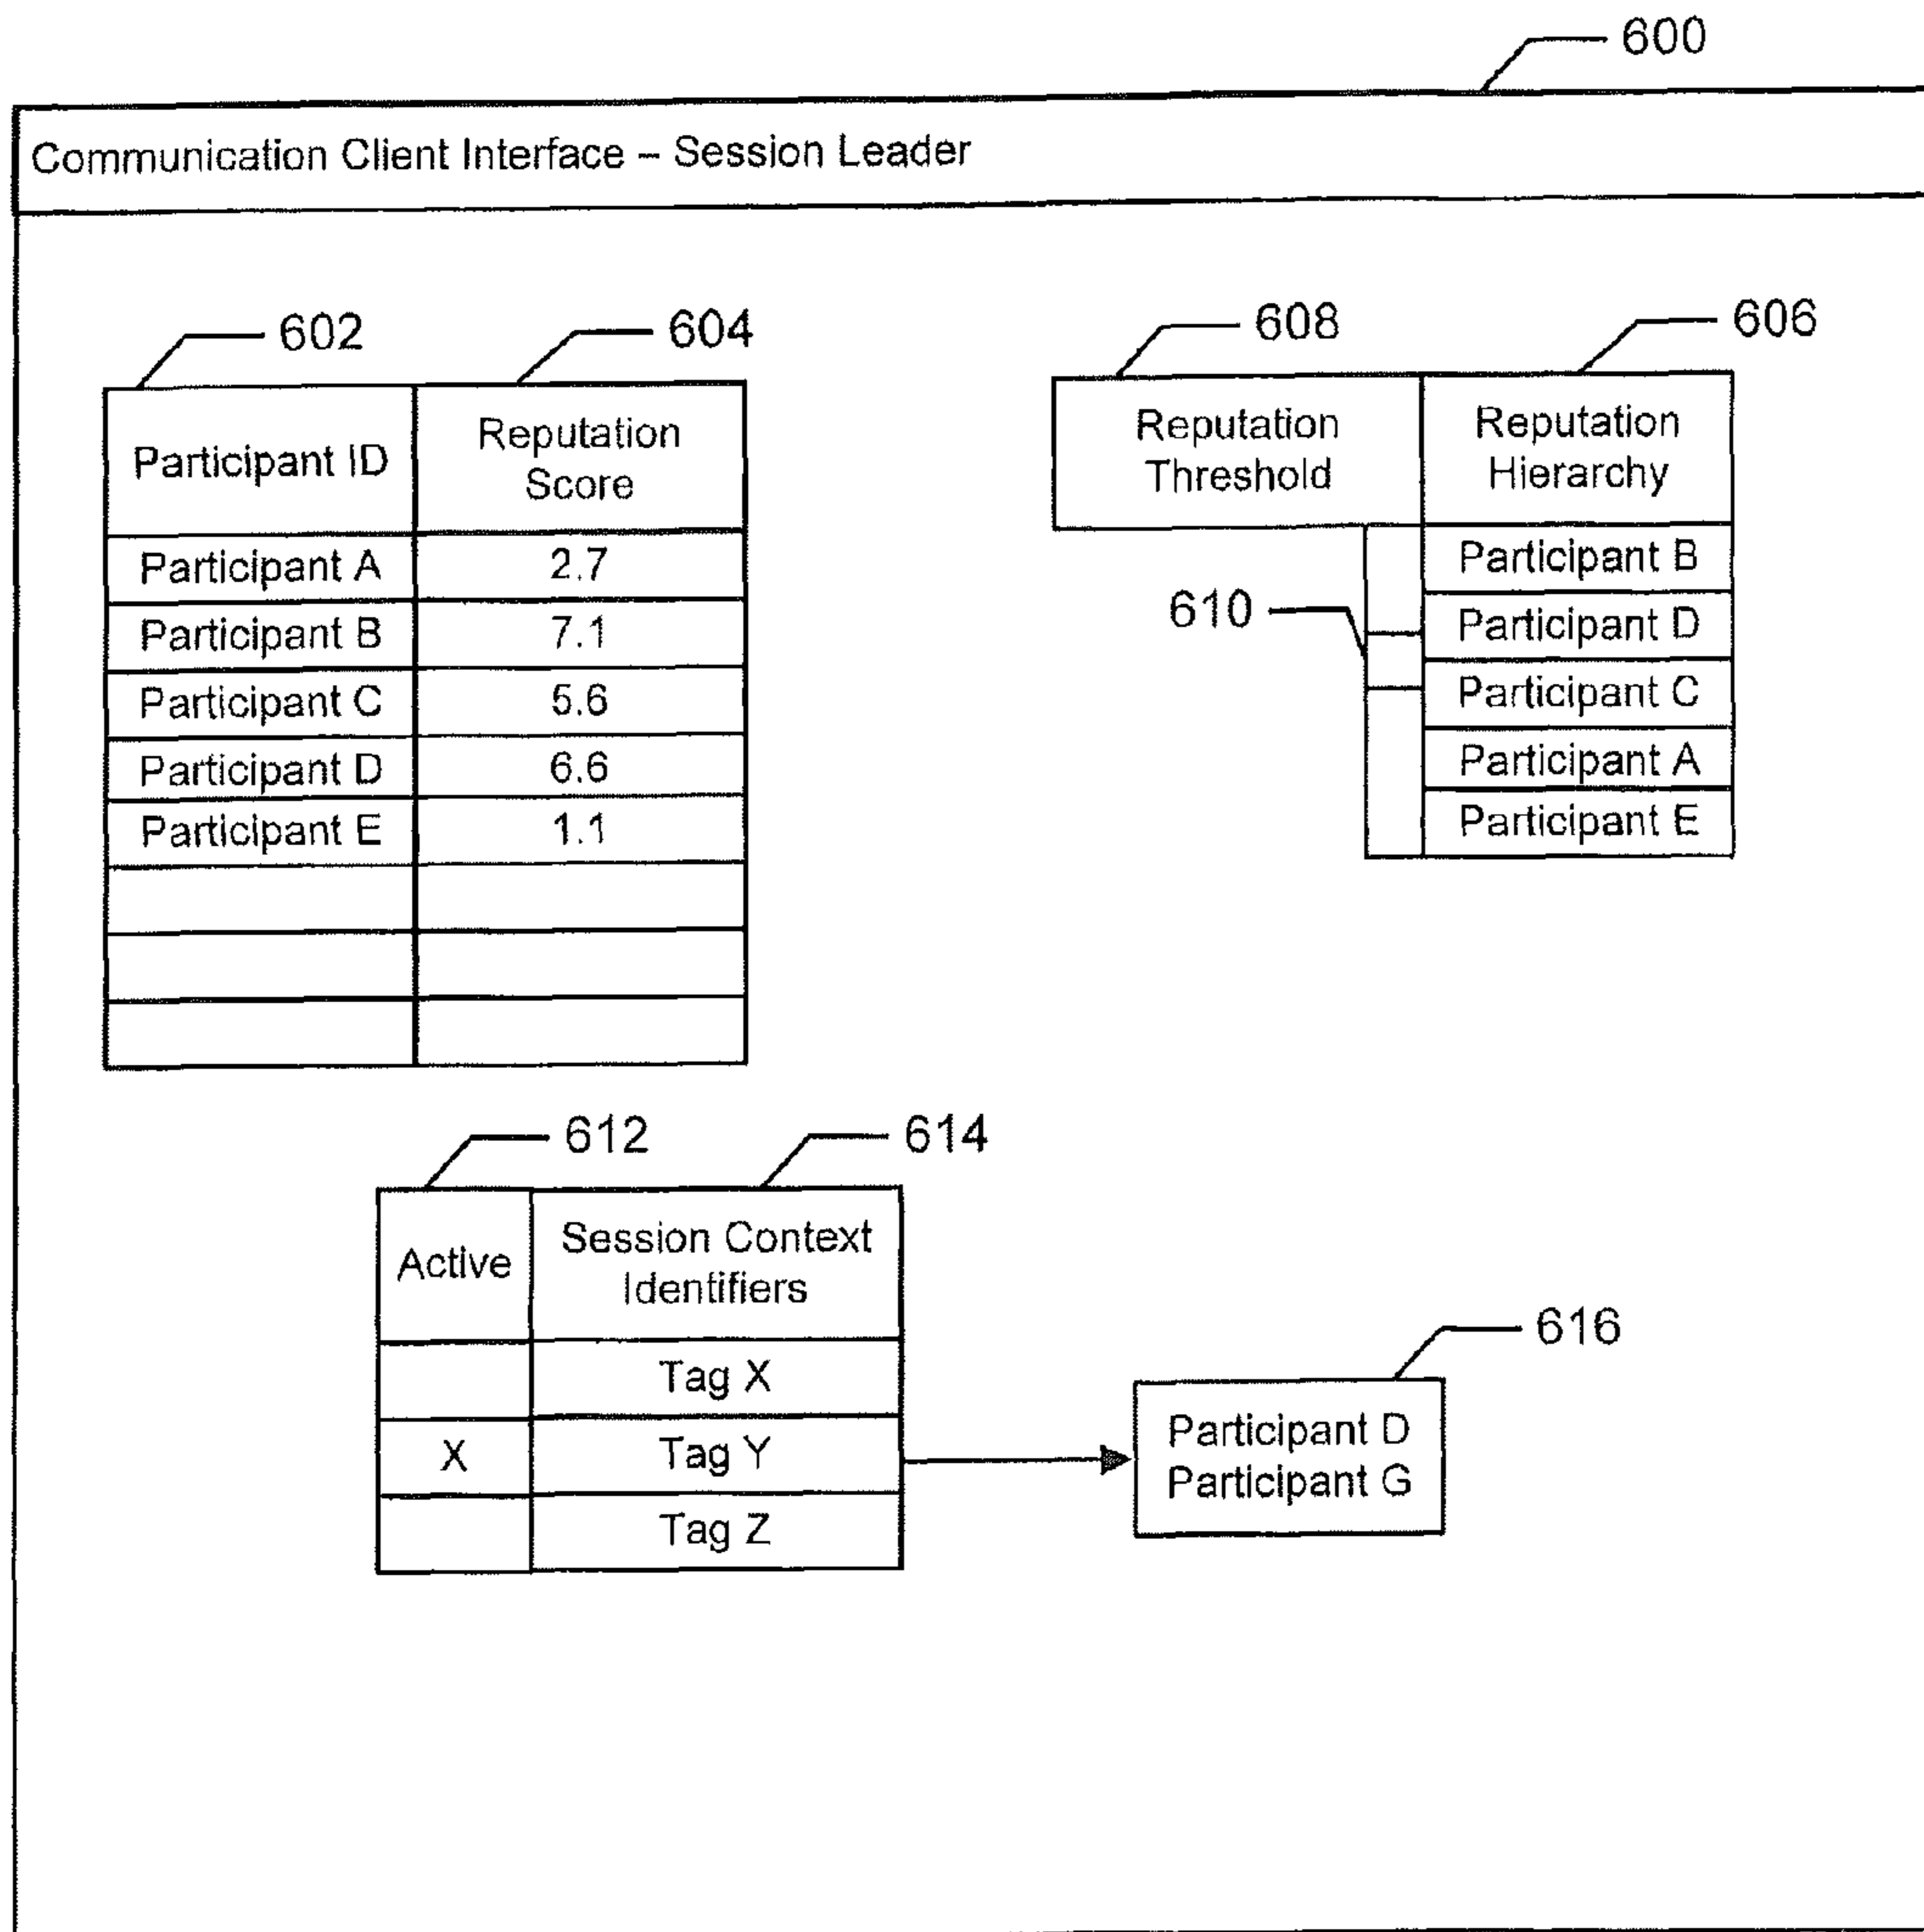 600
Communication Client Interface – Session Leader
602
604
608
606
Participant ID
Reputation
Score
Reputation
Threshold
Reputation
Hierarchy
Participant A
2.7
Participant B
Participant B
7.1
610
Participant D
Participant C
5.6
Participant C
Participant D
6.6
Participant A
Participant E
1.1
Participant E
612
614
Active
Session Context
Identifiers
616
Tag X
X
Tag Y
Tag Z
Participant D
Participant G